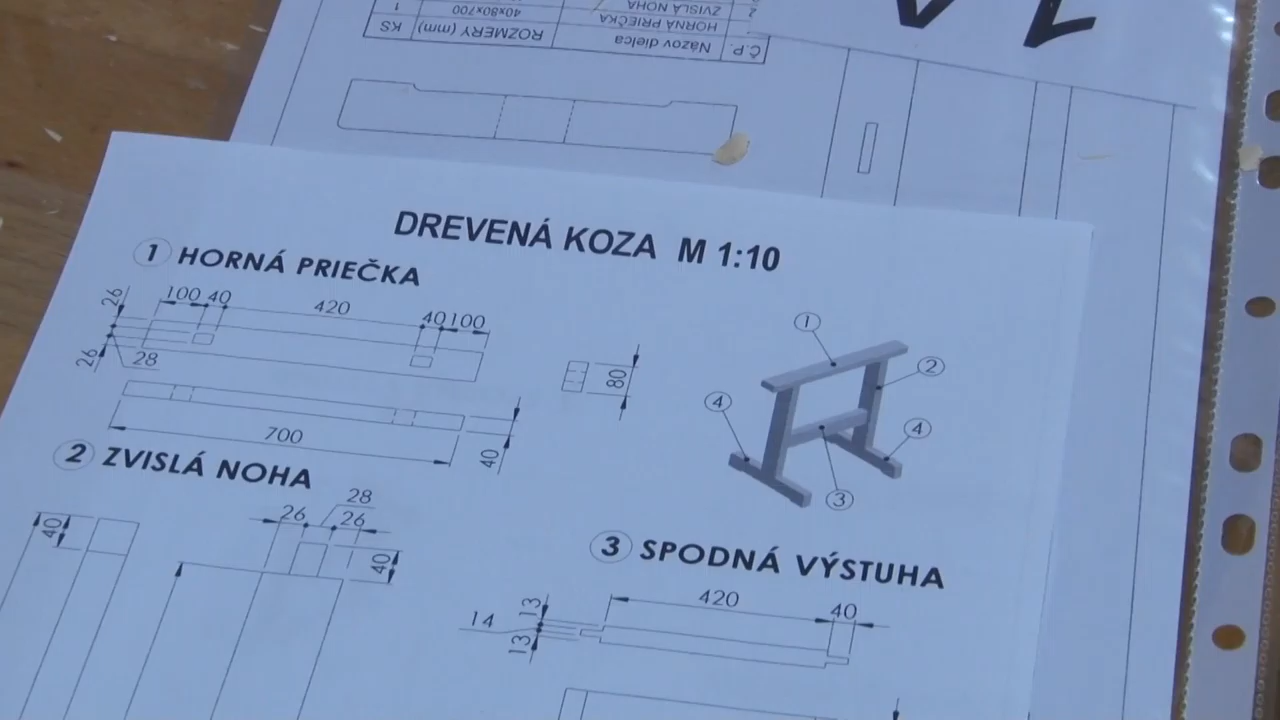 Č.P. Názov dielca ROZMERY (mm) KS
HORNÁ PRIEČKA 40x80x700 1
2 ZVISLÁ NOHA
DREVENÁ KOZA M 1:10
1 HORNÁ PRIEČKA
26 100 40 420 40 100
26 28
80
700
40
1
2
4
4
3
2 ZVISLÁ NOHA
28
26 26
40
40
3 SPODNÁ VÝSTUHA
420 40
14 13
13